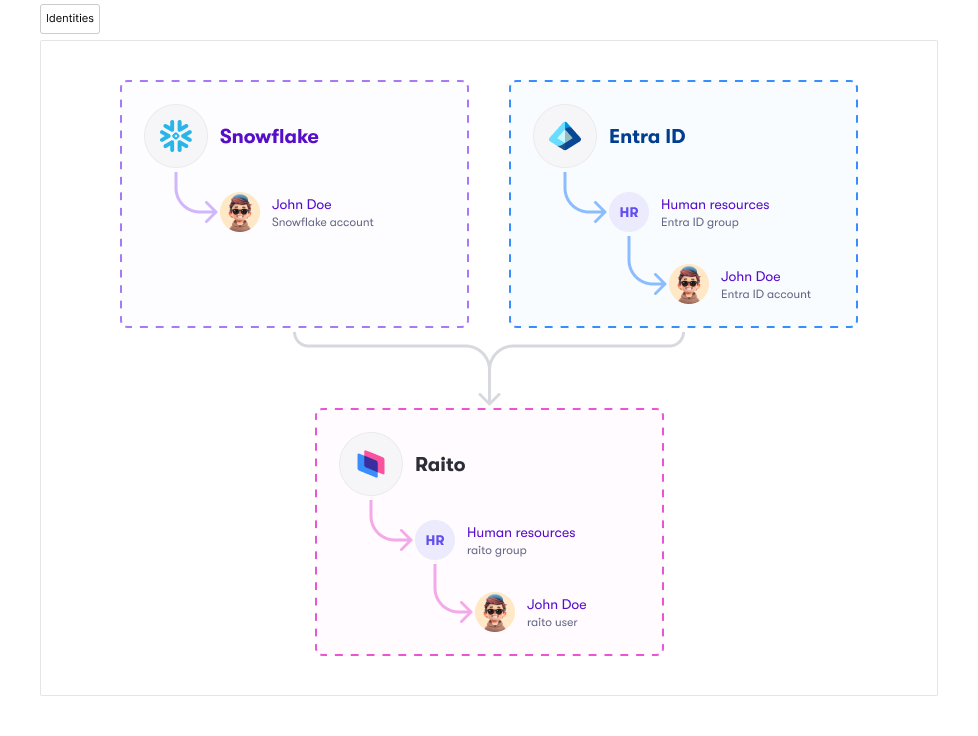 Identities
Snowflake
John Doe
Snowflake account
Entra ID
HR
Human resources
Entra ID group
John Doe
Entra ID account
Raito
HR
Human resources
raito group
John Doe
raito user